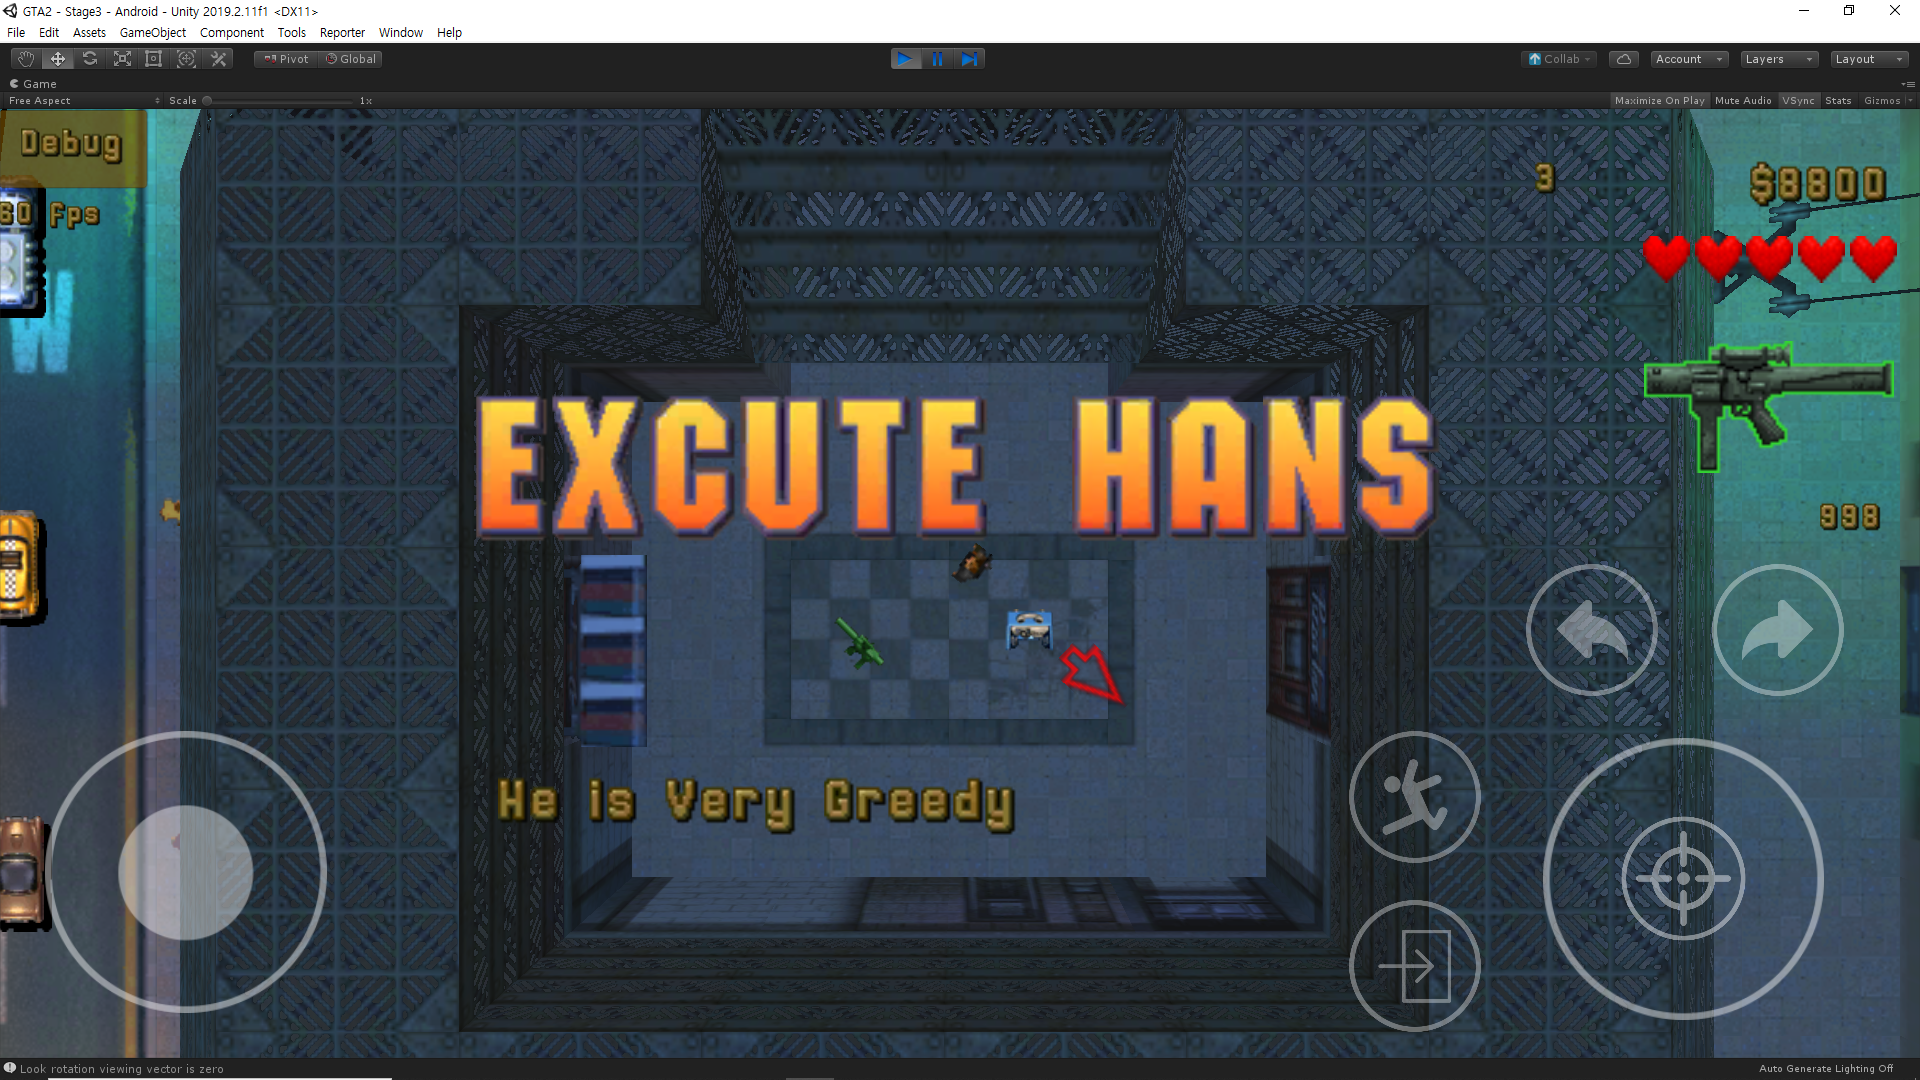 GTA2 - Stage3 - Android - Unity 2019.2.11f1 <DX11>
File Edit Assets GameObject Component Tools Reporter Window Help
Pivot Global Collab Account Layers Layout
Game
Free Aspect Scale 1x Maximize On Play Mute Audio VSync Stats Gizmos
Debug
3 $8800
60 fps
W
EXCUTE HANS
998
He is Very Greedy
Look rotation viewing vector is zero Auto Generate Lighting Off